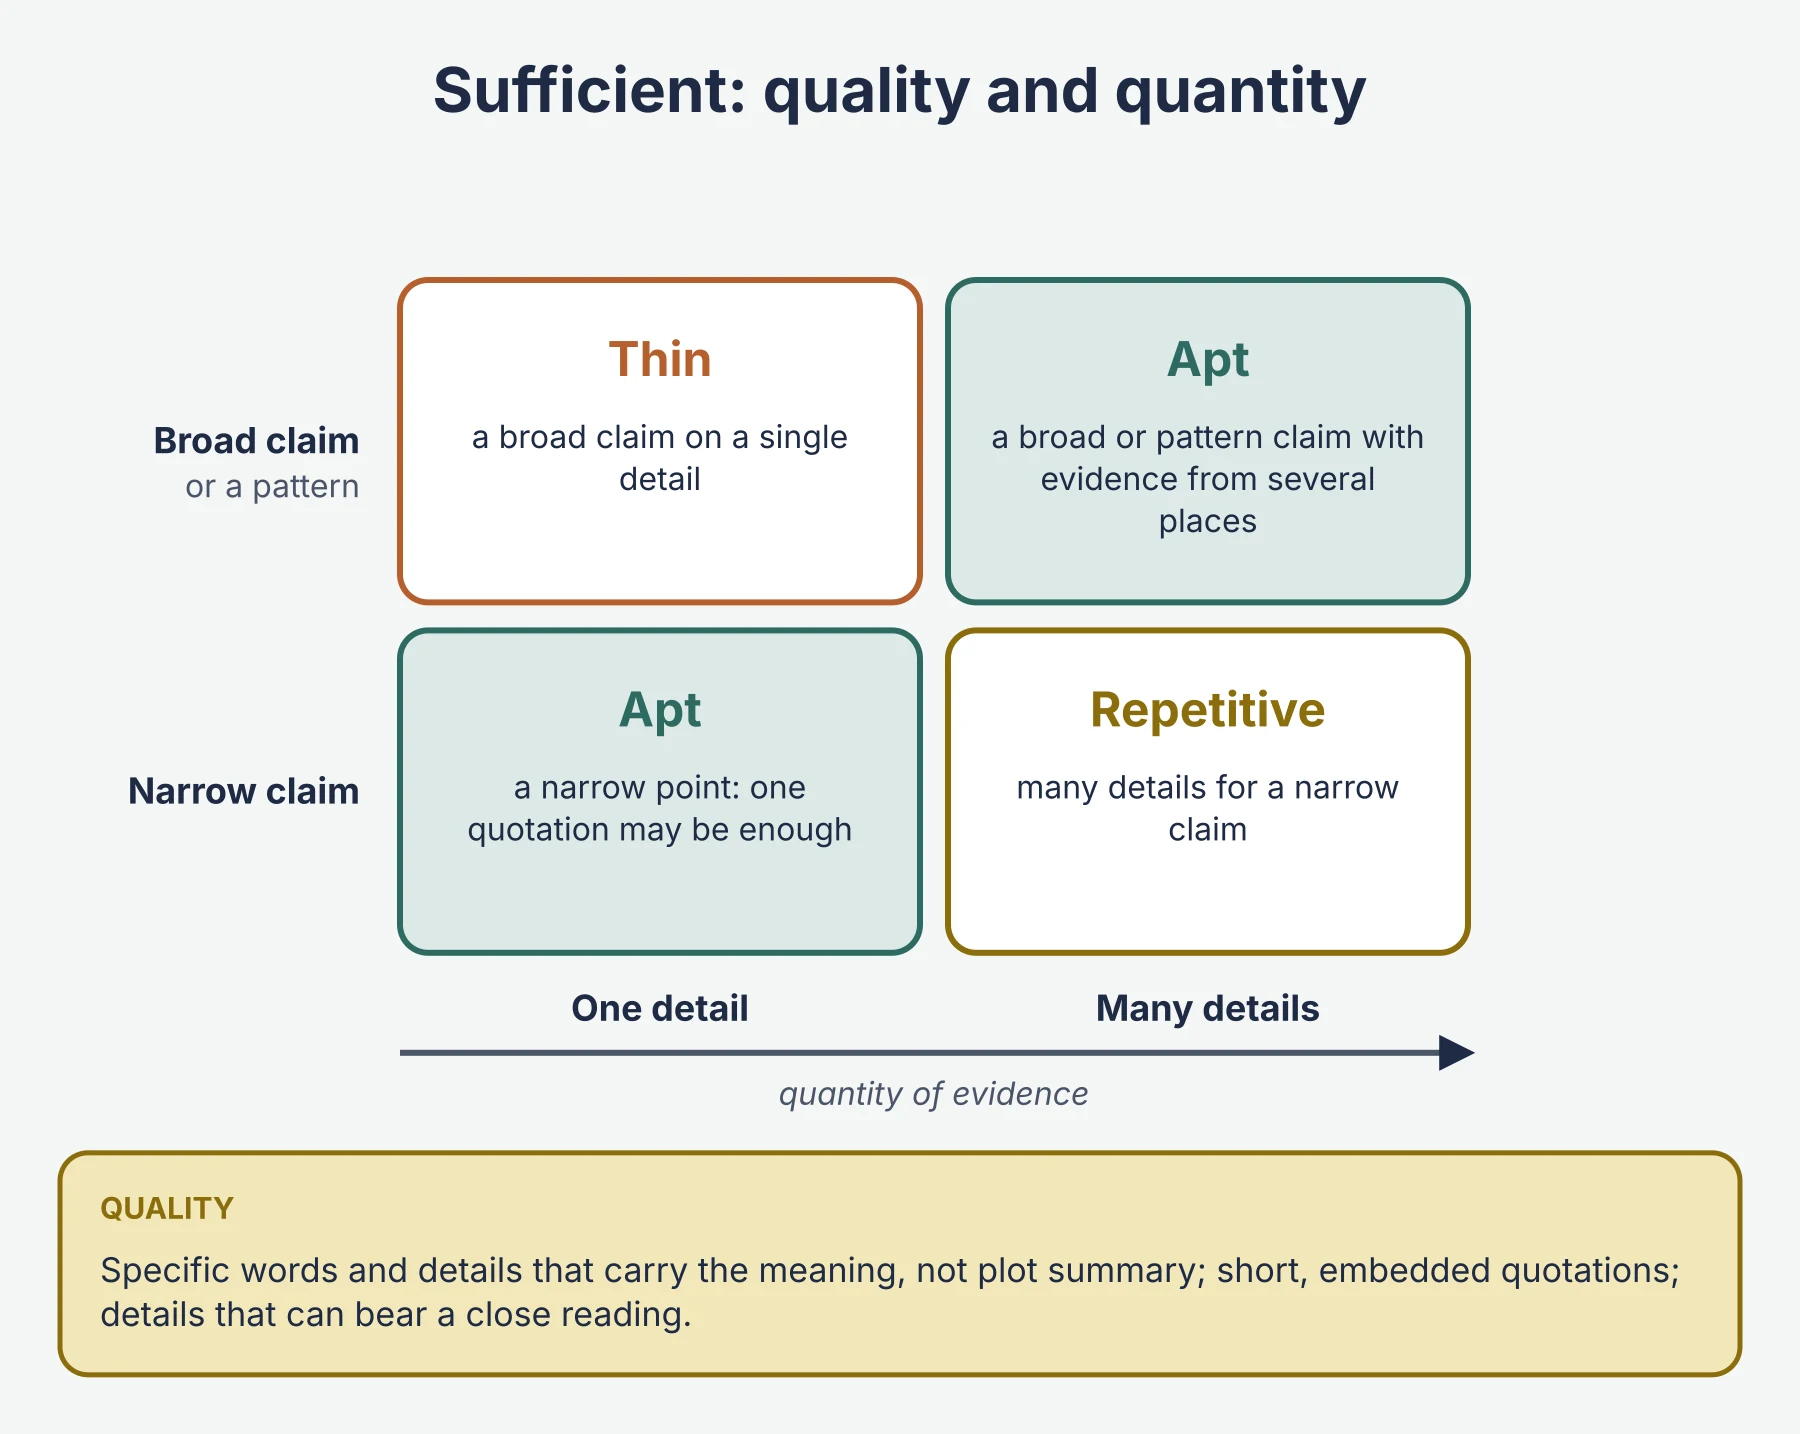 Sufficient: quality and quantity
Thin
a broad claim on a single
detail
Apt
a broad or pattern claim with
evidence from several
places
Broad claim
or a pattern
Apt
a narrow point: one
quotation may be enough
Repetitive
many details for a narrow
claim
Narrow claim
One detail
Many details
quantity of evidence
QUALITY
Specific words and details that carry the meaning, not plot summary; short, embedded quotations;
details that can bear a close reading.